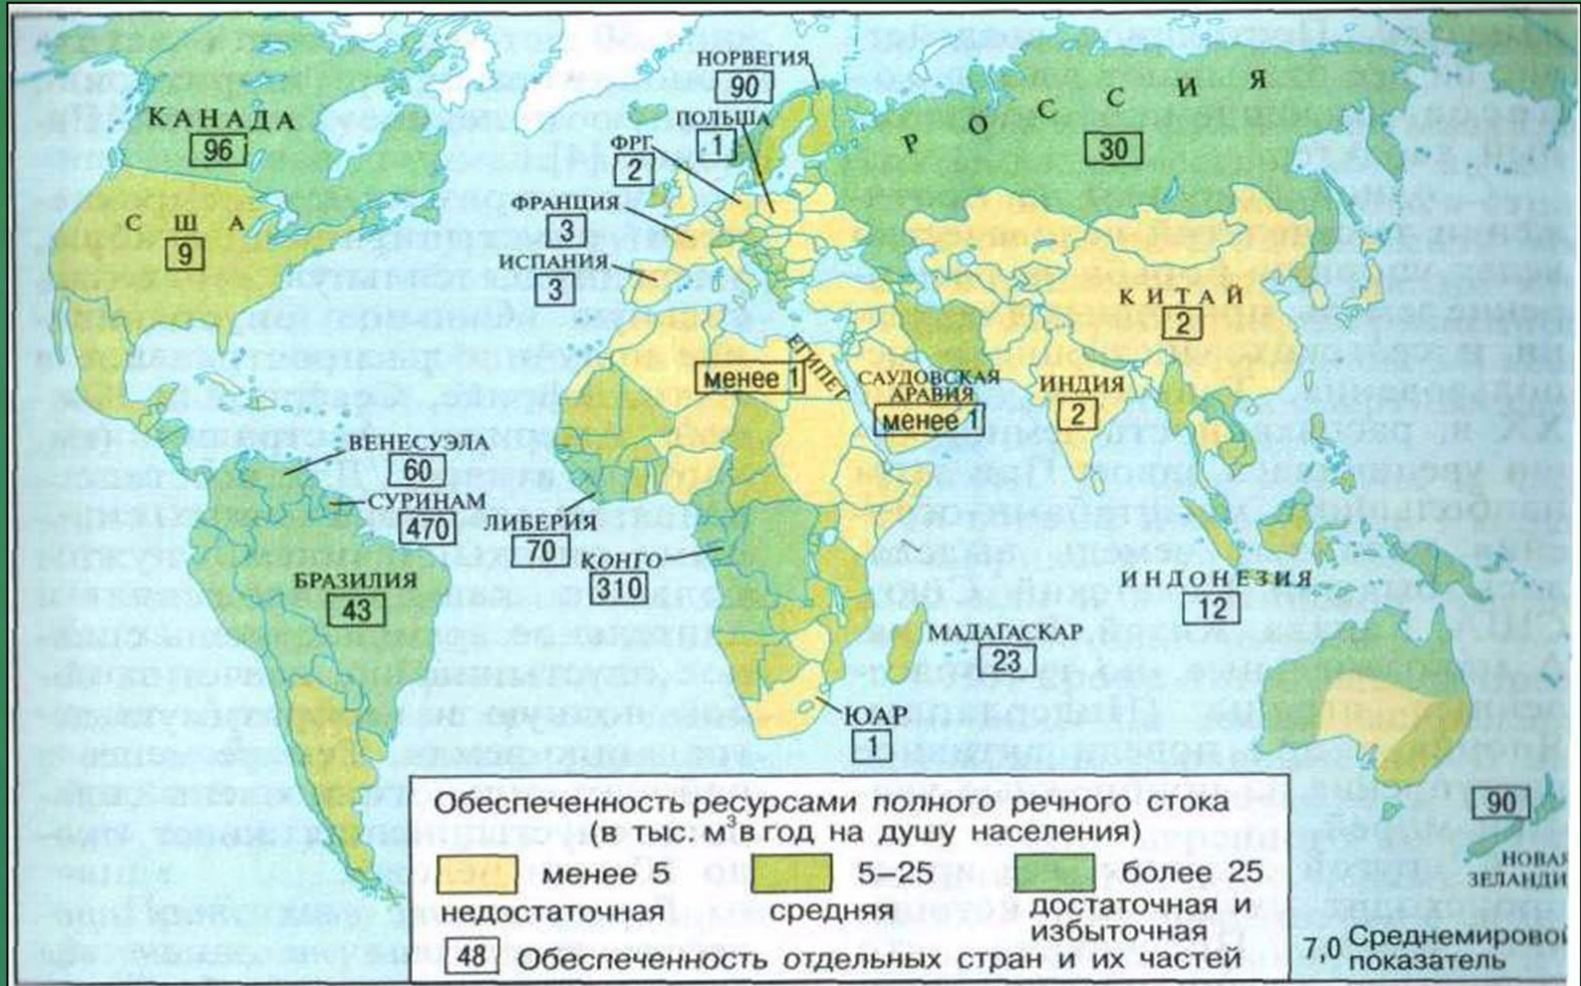 НОРВЕГИЯ
90
ПОЛЬША
1
ФРГ
2
ФРАНЦИЯ
3
ИСПАНИЯ
3
КАНАДА
96
США
9
РОССИЯ
30
КИТАЙ
2
ЕГИПЕТ
менее 1
САУДОВСКАЯ
АРАВИЯ
менее 1
ИНДИЯ
2
ВЕНЕСУЭЛА
60
СУРИНАМ
470
ЛИБЕРИЯ
70
КОНГО
310
БРАЗИЛИЯ
43
ИНДОНЕЗИЯ
12
МАДАГАСКАР
23
ЮАР
1
90
НОВАЯ
ЗЕЛАНДИ
Обеспеченность ресурсами полного речного стока
(в тыс. м³ в год на душу населения)
менее 5
недостаточная
5–25
средняя
более 25
достаточная и
избыточная
48 Обеспеченность отдельных стран и их частей
7,0 Среднемировой
показатель